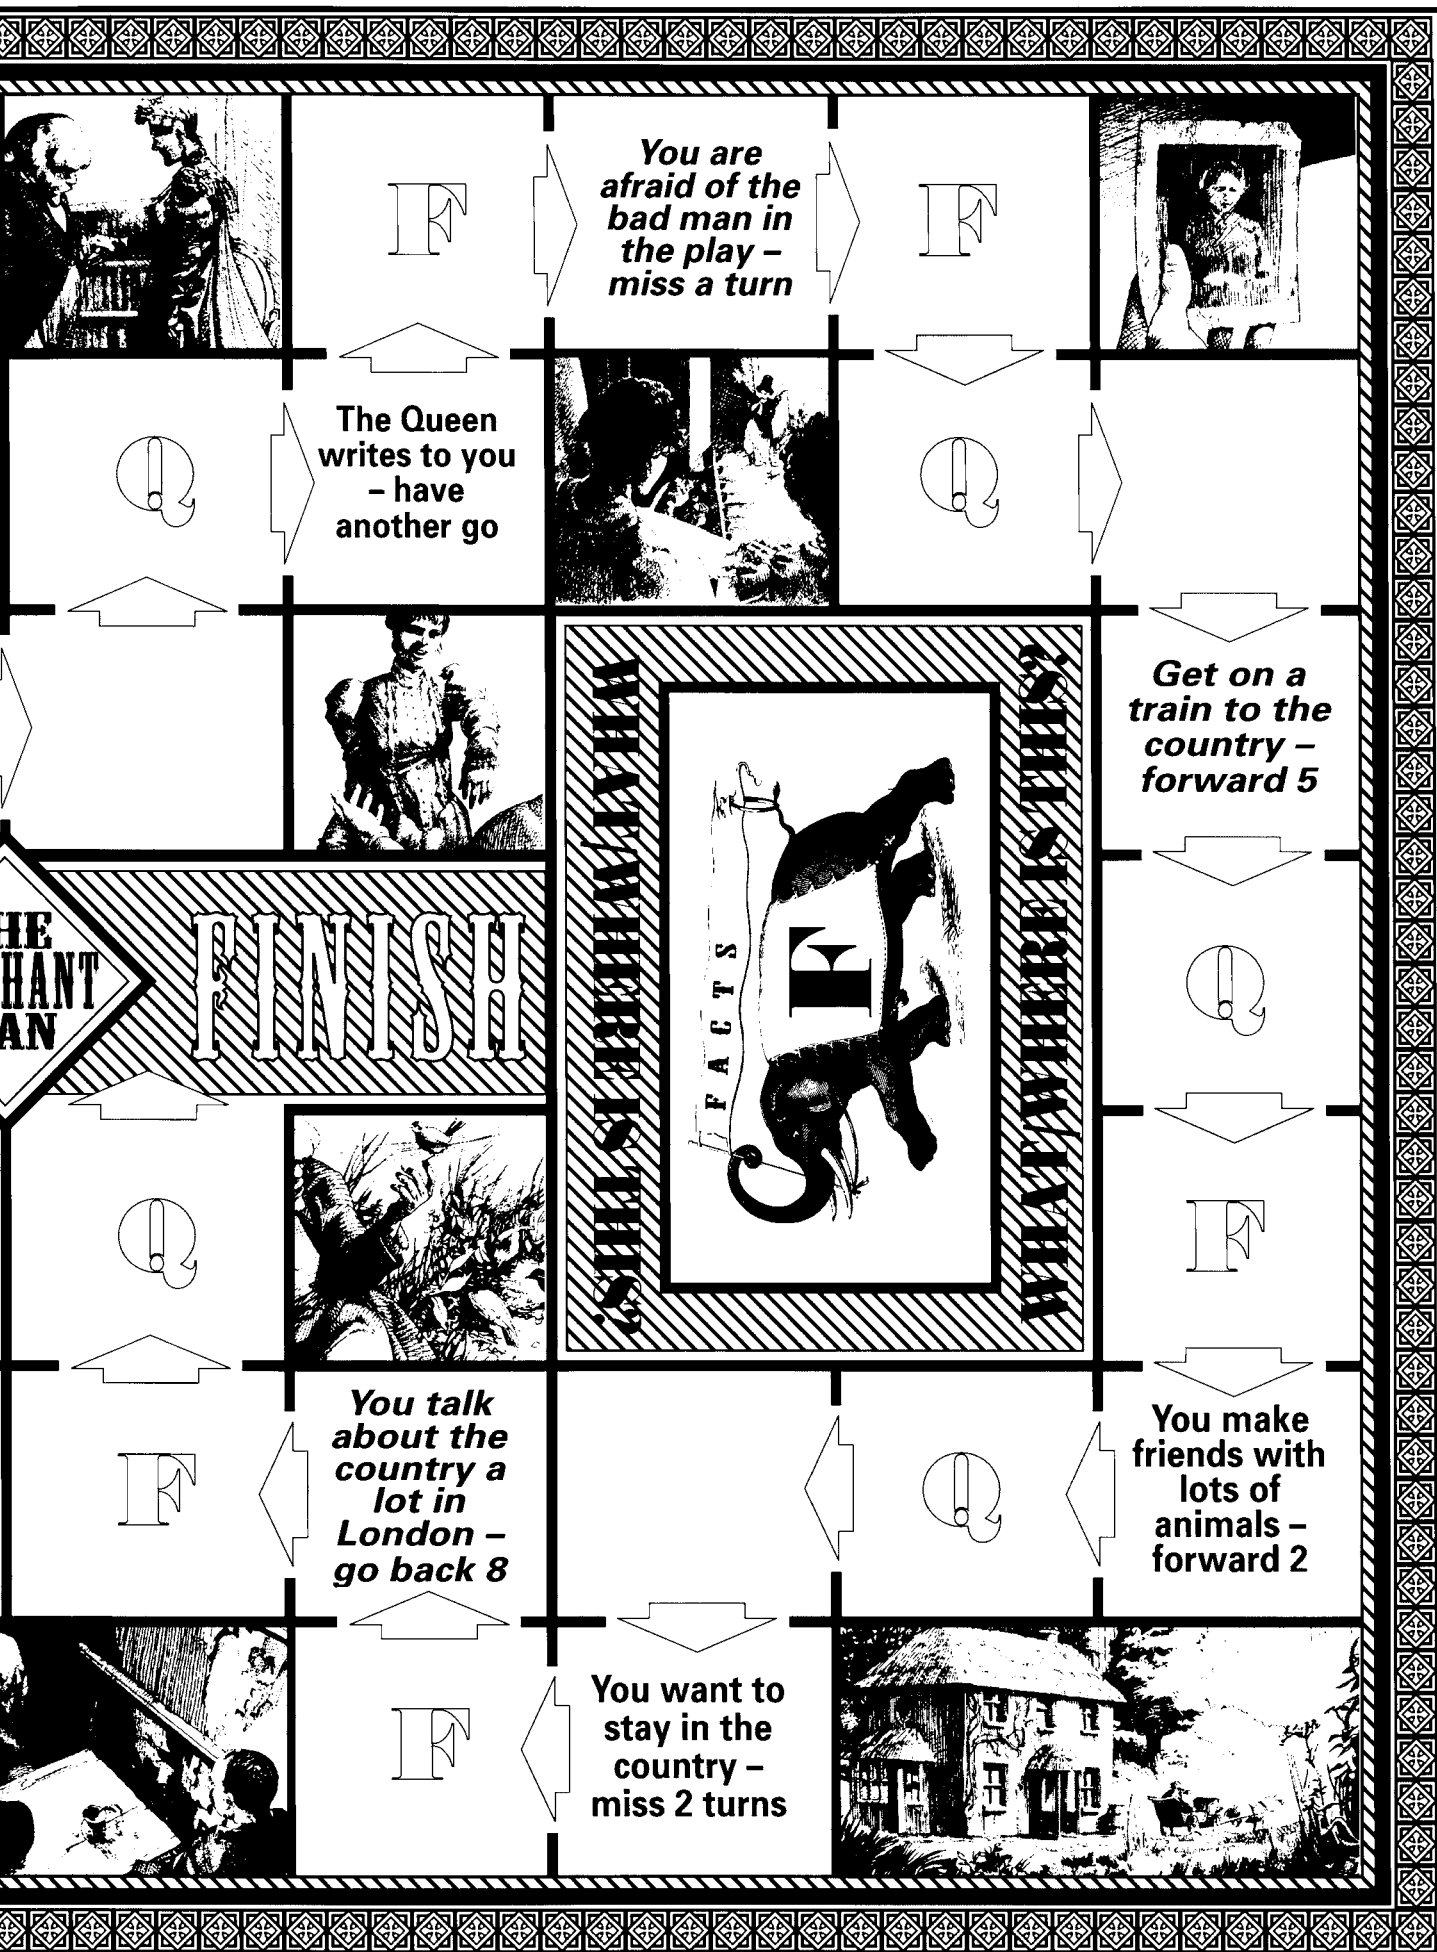 F
You are
afraid of the
bad man in
the play –
miss a turn
F
Q
The Queen
writes to you
– have
another go
Q
Get on a
train to the
country –
forward 5
WHAT/WHERE IS THIS?
FACTS
F
WHAT/WHERE IS THIS?
HE
HANT
AN
FINISH
Q
Q
F
F
You talk
about the
country a
lot in
London –
go back 8
Q
You make
friends with
lots of
animals –
forward 2
F
You want to
stay in the
country –
miss 2 turns